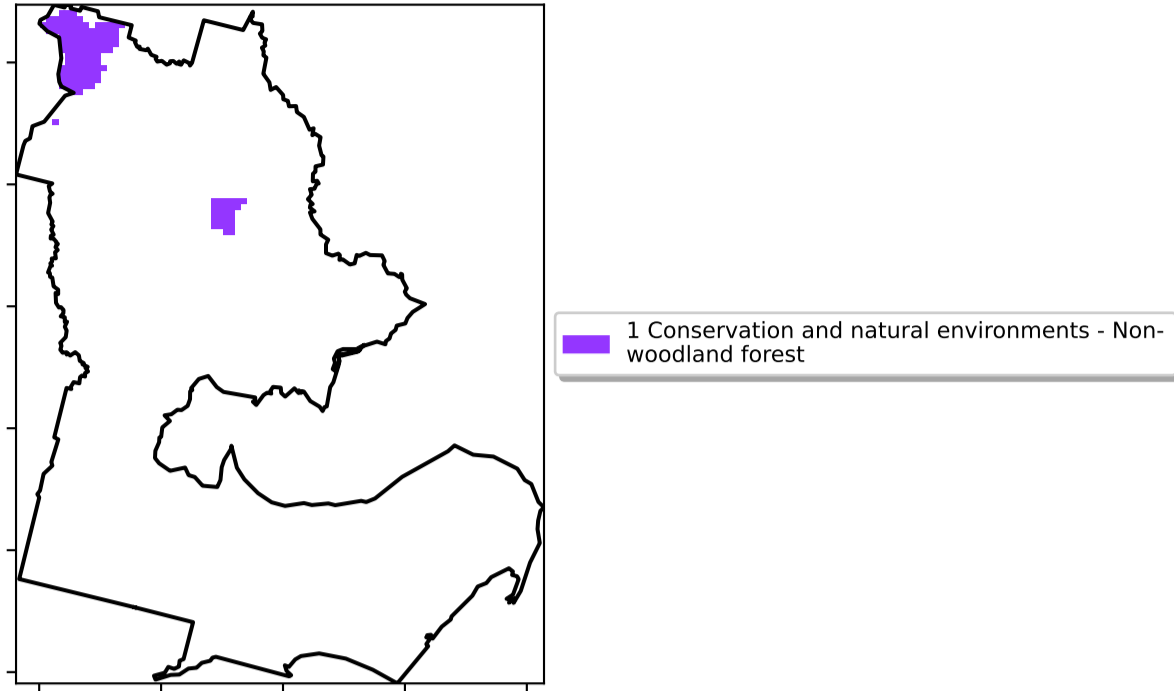 1 Conservation and natural environments - Non-
woodland forest